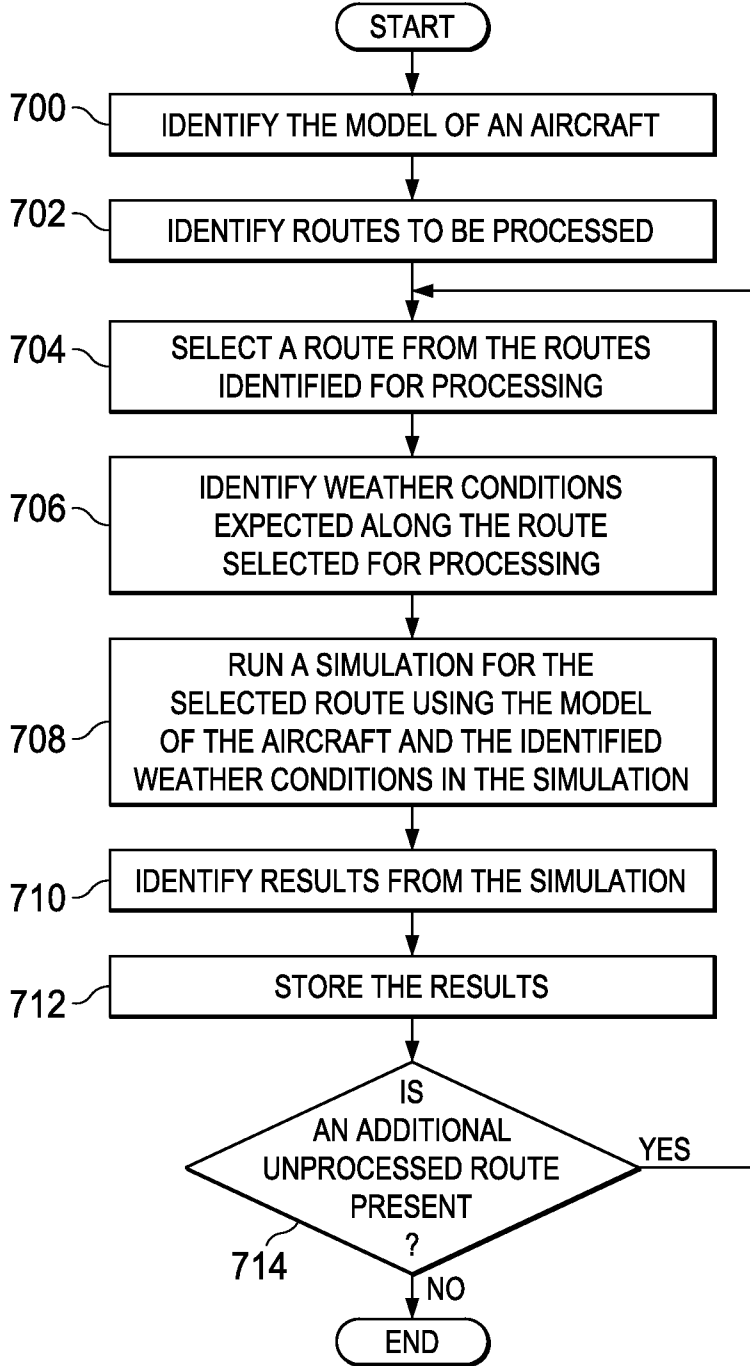 START
700
IDENTIFY THE MODEL OF AN AIRCRAFT
702
IDENTIFY ROUTES TO BE PROCESSED
704
SELECT A ROUTE FROM THE ROUTES
IDENTIFIED FOR PROCESSING
706
IDENTIFY WEATHER CONDITIONS
EXPECTED ALONG THE ROUTE
SELECTED FOR PROCESSING
708
RUN A SIMULATION FOR THE
SELECTED ROUTE USING THE MODEL
OF THE AIRCRAFT AND THE IDENTIFIED
WEATHER CONDITIONS IN THE SIMULATION
710
IDENTIFY RESULTS FROM THE SIMULATION
712
STORE THE RESULTS
IS
AN ADDITIONAL
UNPROCESSED ROUTE
PRESENT
?
YES
714
NO
END